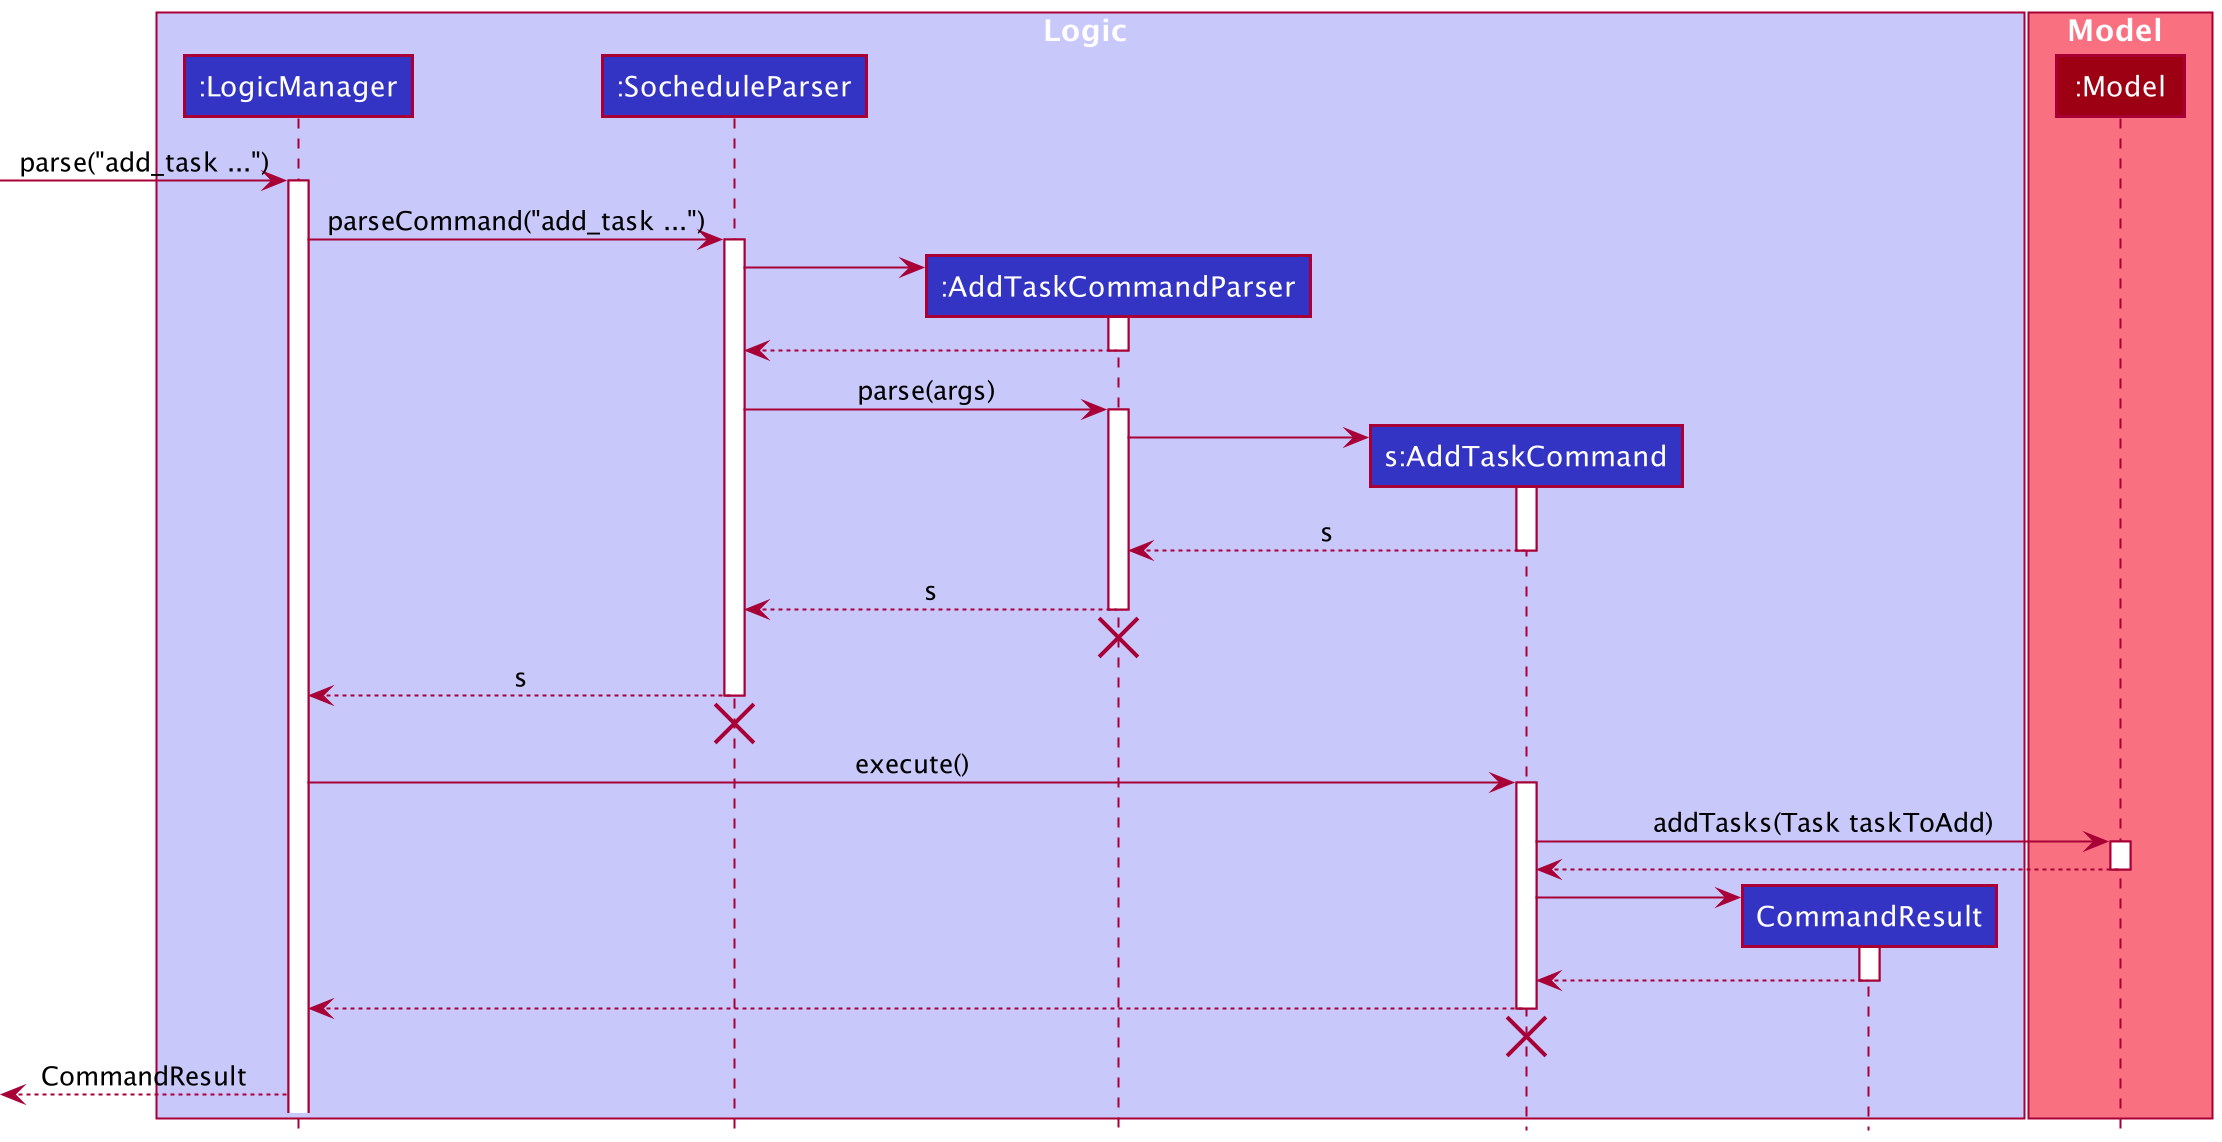 Logic
Model
:LogicManager
:SocheduleParser
:Model
parse("add_task ...")
parseCommand("add_task ...")
:AddTaskCommandParser
parse(args)
s:AddTaskCommand
s
s
s
execute()
addTasks(Task taskToAdd)
CommandResult
CommandResult